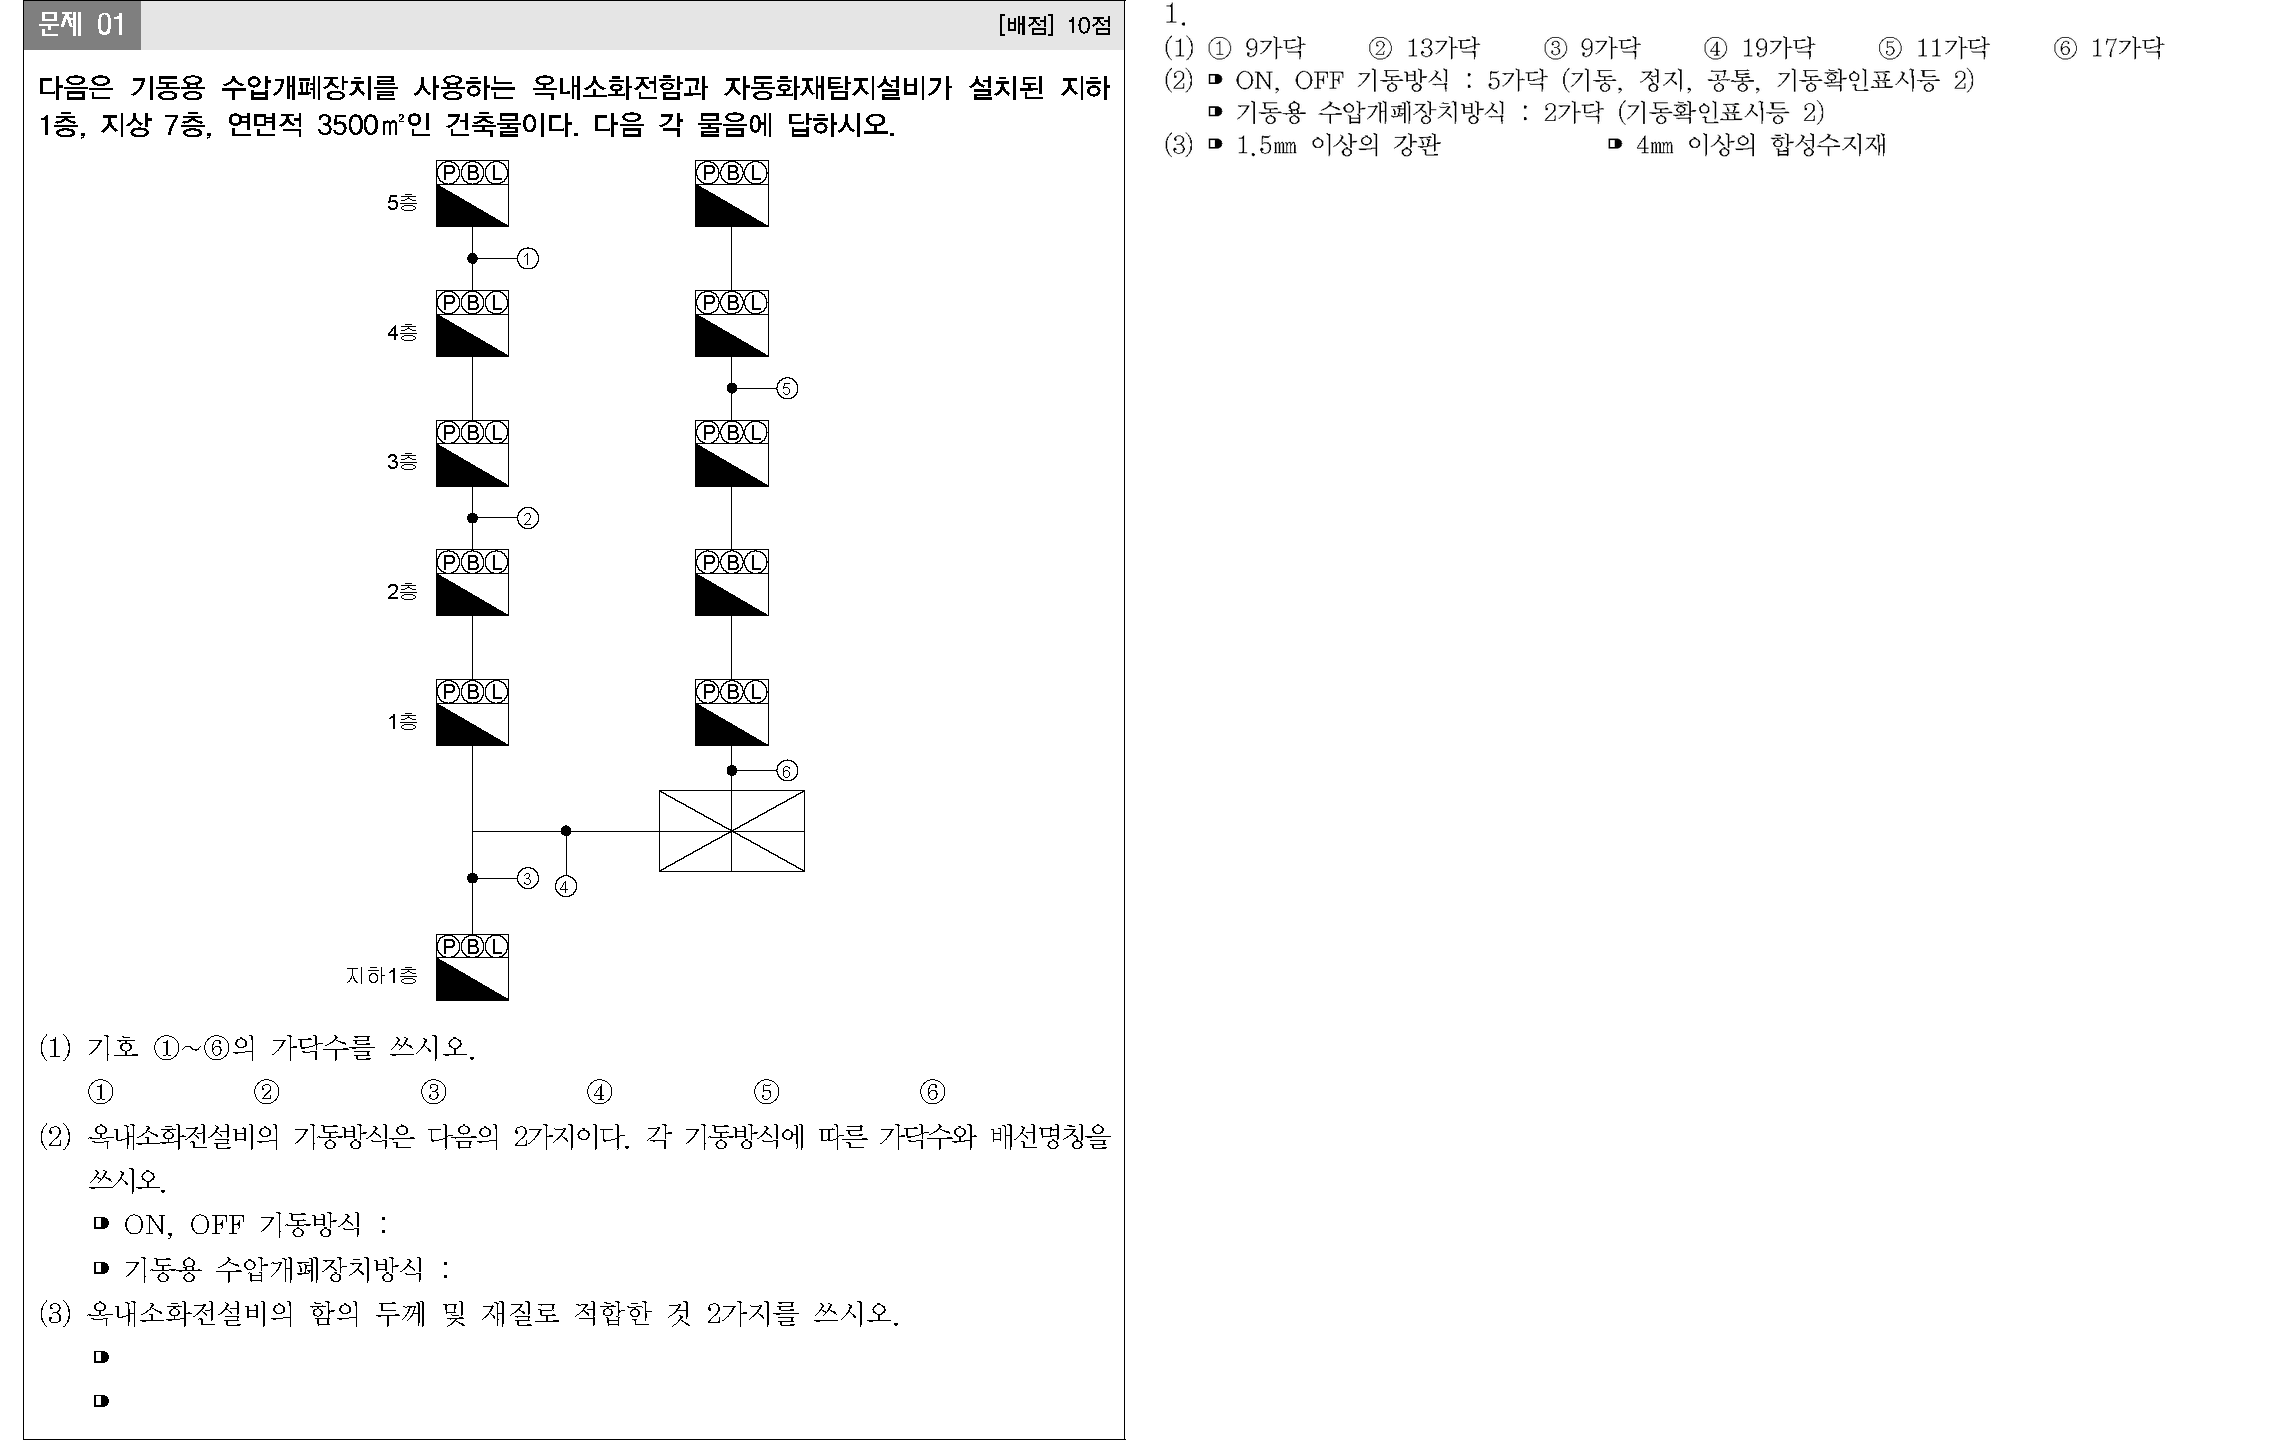 문제 01
[배점] 10점
다음은 기동용 수압개폐장치를 사용하는 옥내소화전함과 자동화재탐지설비가 설치된 지하
1층, 지상 7층, 연면적 3500㎡인 건축물이다. 다음 각 물음에 답하시오.
Ⓟ Ⓑ Ⓛ Ⓟ Ⓑ Ⓛ
5층
①
Ⓟ Ⓑ Ⓛ Ⓟ Ⓑ Ⓛ
4층
⑤
Ⓟ Ⓑ Ⓛ Ⓟ Ⓑ Ⓛ
3층
②
Ⓟ Ⓑ Ⓛ Ⓟ Ⓑ Ⓛ
2층
Ⓟ Ⓑ Ⓛ Ⓟ Ⓑ Ⓛ
1층
⑥
③ ④
Ⓟ Ⓑ Ⓛ
지하1층
(1) 기호 ①~⑥의 가닥수를 쓰시오.
① ② ③ ④ ⑤ ⑥
(2) 옥내소화전설비의 기동방식은 다음의 2가지이다. 각 기동방식에 따른 가닥수와 배선명칭을
쓰시오.
ON, OFF 기동방식 :
기동용 수압개폐장치방식 :
(3) 옥내소화전설비의 함의 두께 및 재질로 적합한 것 2가지를 쓰시오.
1.
(1) ① 9가닥 ② 13가닥 ③ 9가닥 ④ 19가닥 ⑤ 11가닥 ⑥ 17가닥
(2) ON, OFF 기동방식 : 5가닥 (기동, 정지, 공통, 기동확인표시등 2)
기동용 수압개폐장치방식 : 2가닥 (기동확인표시등 2)
(3) 1.5㎜ 이상의 강판 4㎜ 이상의 합성수지재